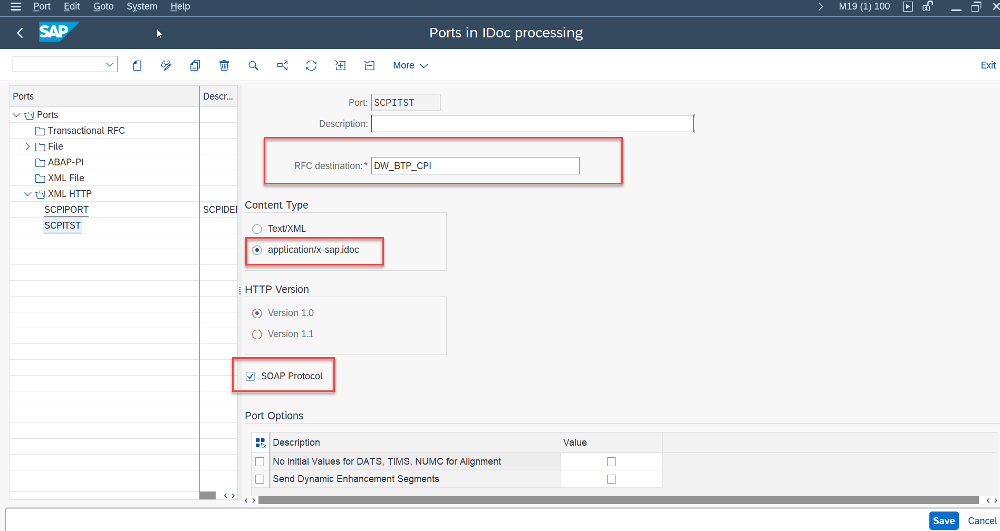 Port Edit Goto System Help M19 (1) 100
SAP Ports in IDoc processing
More Exit
Ports Descr...
Ports
Transactional RFC
File
ABAP-PI
XML File
XML HTTP
SCPIPORT
SCPITST
Port: SCPITST
Description:
RFC destination:* DW_BTP_CPI
Content Type
Text/XML
application/x-sap.idoc
HTTP Version
Version 1.0
Version 1.1
SOAP Protocol
Port Options
Description Value
No Initial Values for DATS, TIMS, NUMC for Alignment
Send Dynamic Enhancement Segments
Save Cancel